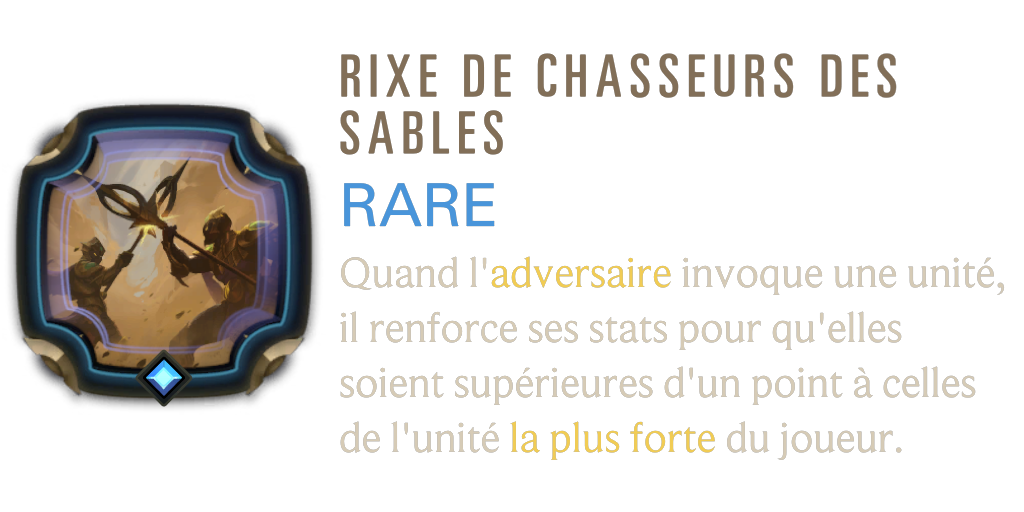 RIXE DE CHASSEURS DES
SABLES
RARE
Quand l'adversaire invoque une unité,
il renforce ses stats pour qu'elles
soient supérieures d'un point à celles
de l'unité la plus forte du joueur.